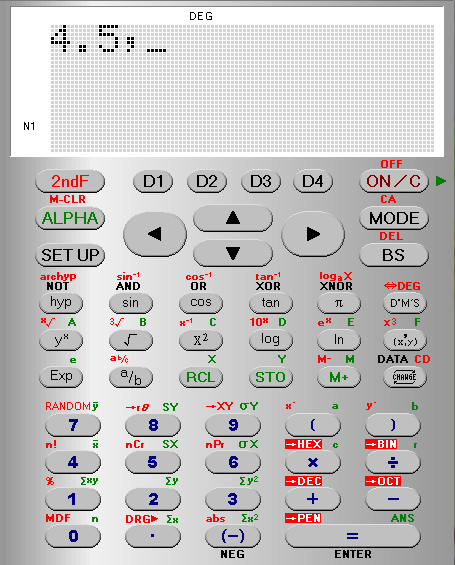 DEG
4.5,_
N1
OFF
2ndF D1 D2 D3 D4 ON/C
M-CLR CA
ALPHA MODE
DEL
SET UP BS
archyp sin⁻¹ cos⁻¹ tan⁻¹ logₐX ⇔DEG
NOT AND OR XOR XNOR
hyp sin cos tan π D°M'S
ˣ√ A ³√ B x⁻¹ C 10ˣ D eˣ E x³ F
yˣ √ X² log ln (x,y)
e a b/c X Y M- M DATA CD
Exp a/b RCL STO M+ CHANGE
RANDOM ȳ →rθ SY →XY σY x' a y' b
7 8 9 ( )
n! x̄ nCr SX nPr σX →HEX c →BIN r
4 5 6 × ÷
% Σxy Σy Σy² →DEC →OCT
1 2 3 + −
MDF n DRG▶ Σx abs Σx² →PEN ANS
0 · (−) =
NEG ENTER